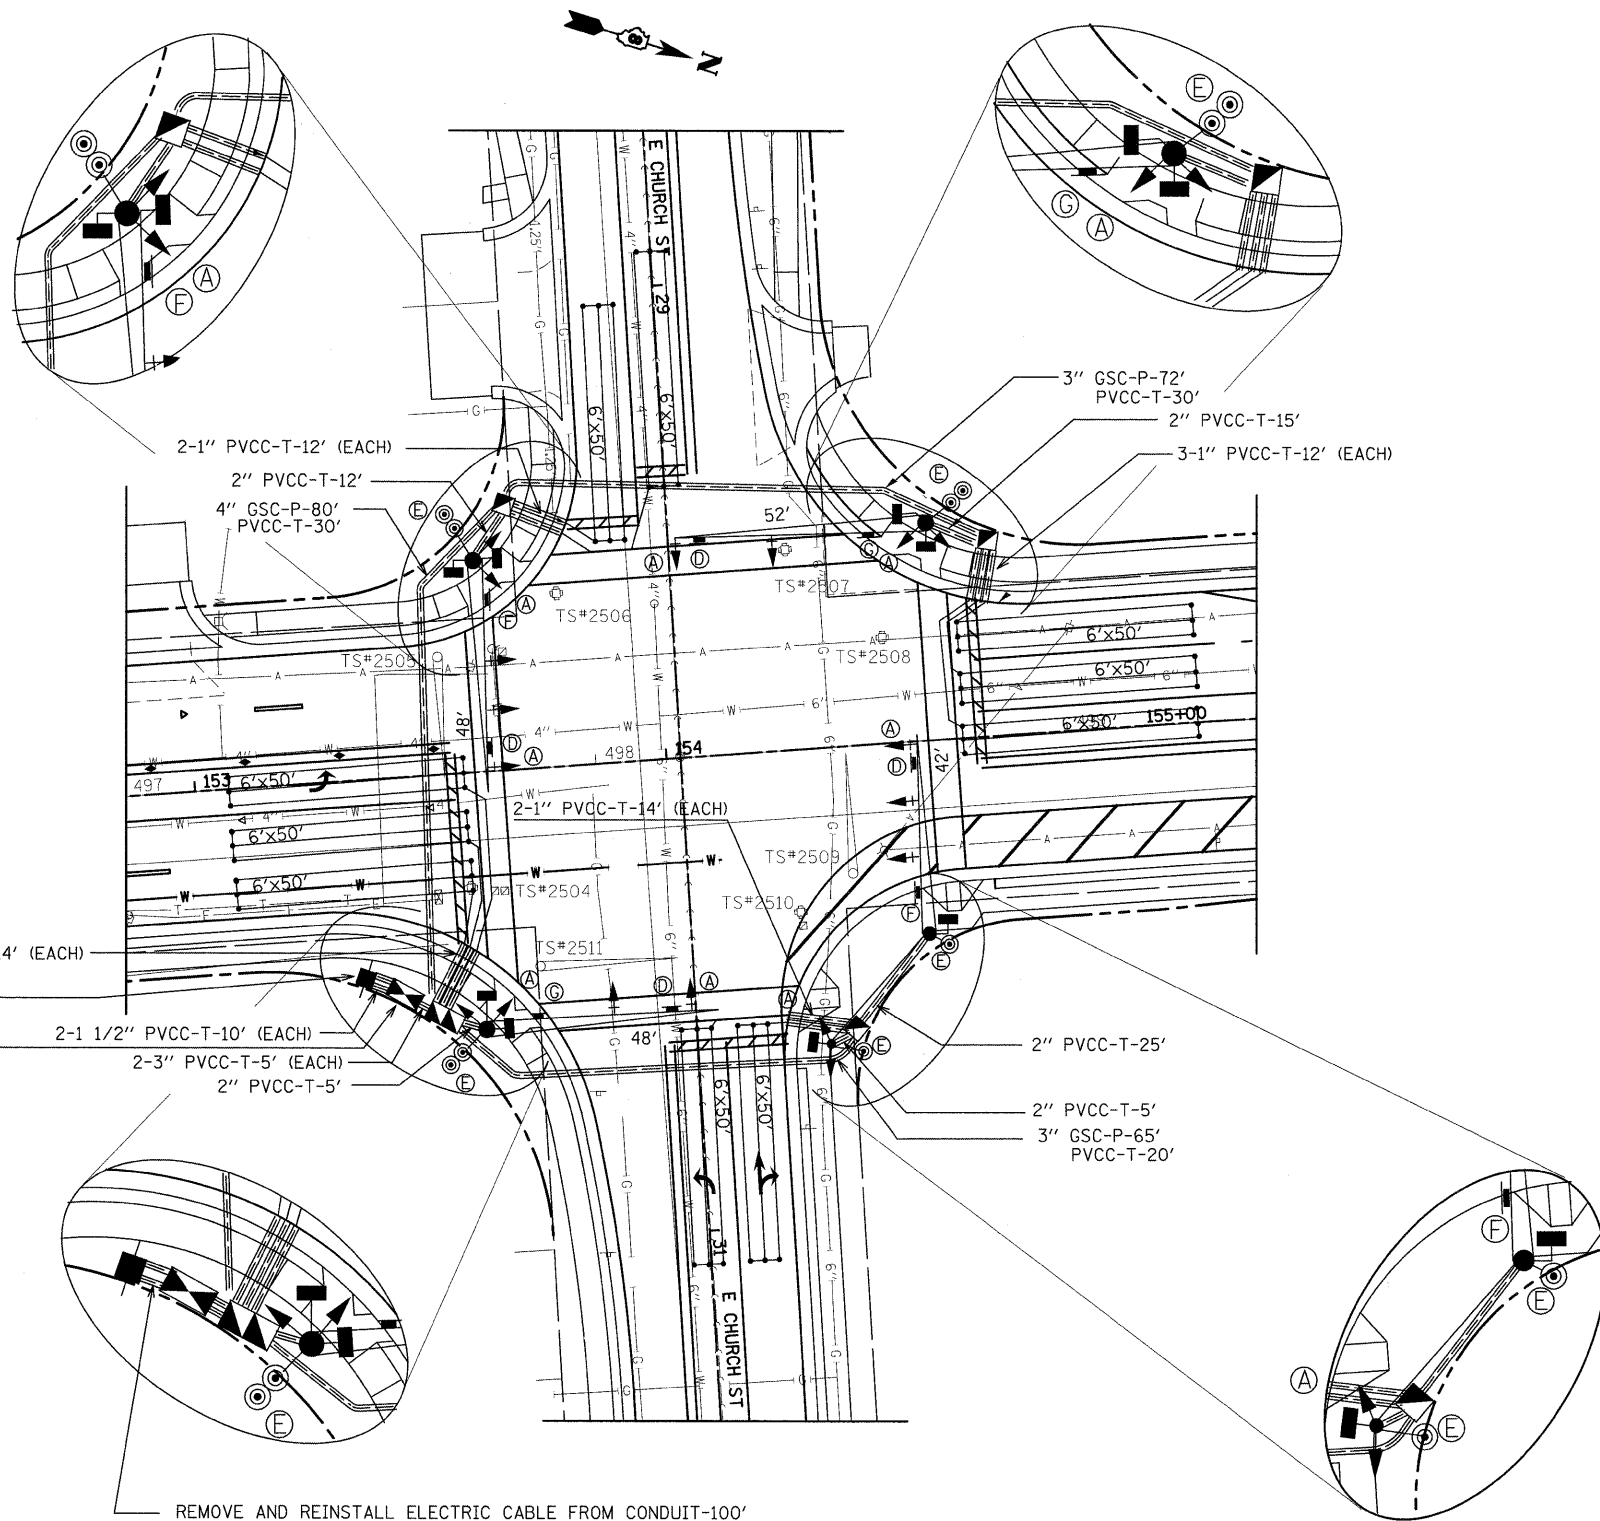 N
8
E
G
A
A
F
E CHURCH ST
129
6'x50'
6'x50'
3" GSC-P-72'
PVCC-T-30'
2" PVCC-T-15'
3-1" PVCC-T-12' (EACH)
2-1" PVCC-T-12' (EACH)
2" PVCC-T-12'
4" GSC-P-80'
PVCC-T-30'
E
E
52'
A
D
G
A
TS#2507
TS#2506
F
A
TS#2505
TS#2508
6'x50'
6'x50'
6'x50'
155+00
48'
D
A
498
154
A
D
42'
497
153
6'x50'
6'x50'
6'x50'
2-1" PVCC-T-14' (EACH)
TS#2509
TS#2504
TS#2510
F
E
TS#2511
4' (EACH)
A
G
D
A
A
48'
E
2-1 1/2" PVCC-T-10' (EACH)
2-3" PVCC-T-5' (EACH)
2" PVCC-T-5'
E
6'x50'
6'x50'
2" PVCC-T-25'
2" PVCC-T-5'
3" GSC-P-65'
PVCC-T-20'
131
E CHURCH ST
F
E
A
E
E
REMOVE AND REINSTALL ELECTRIC CABLE FROM CONDUIT-100'